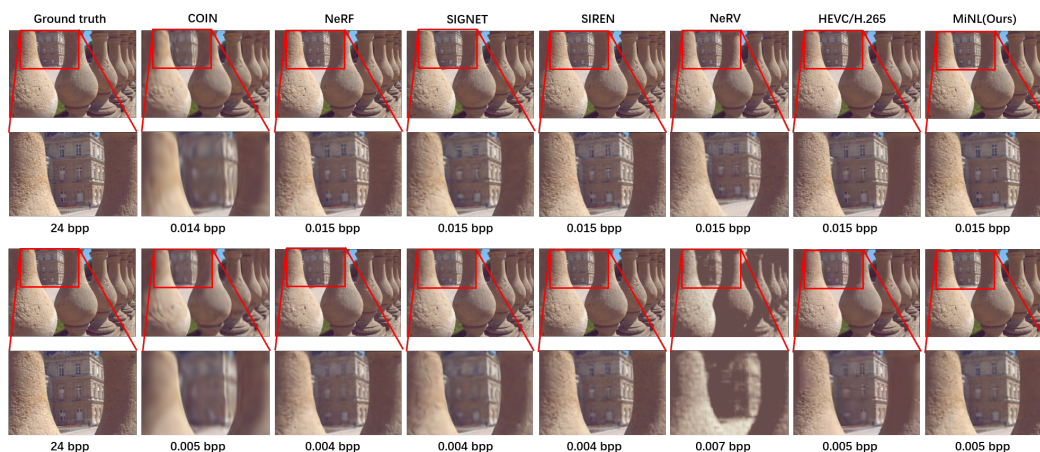 Ground truth COIN NeRF SIGNET SIREN NeRV HEVC/H.265 MiNL(Ours)
24 bpp 0.014 bpp 0.015 bpp 0.015 bpp 0.015 bpp 0.015 bpp 0.015 bpp 0.015 bpp
24 bpp 0.005 bpp 0.004 bpp 0.004 bpp 0.004 bpp 0.007 bpp 0.005 bpp 0.005 bpp